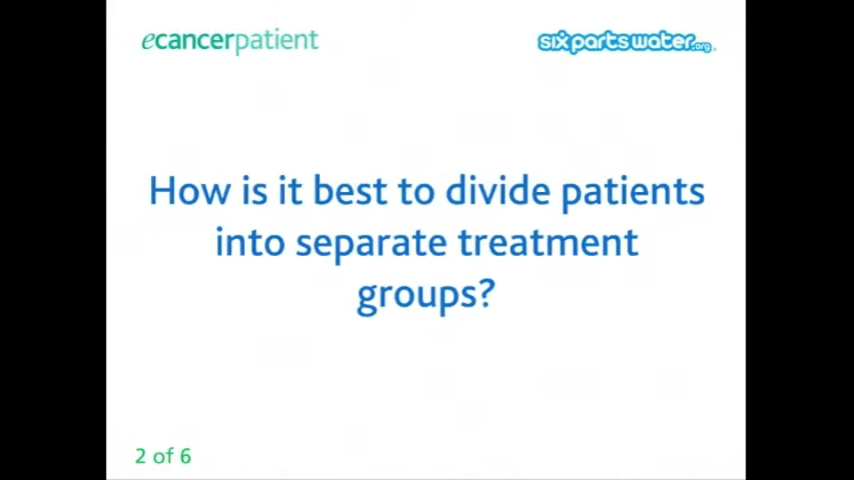 ecancerpatient
sixpartswater.org
How is it best to divide patients
into separate treatment
groups?
2 of 6